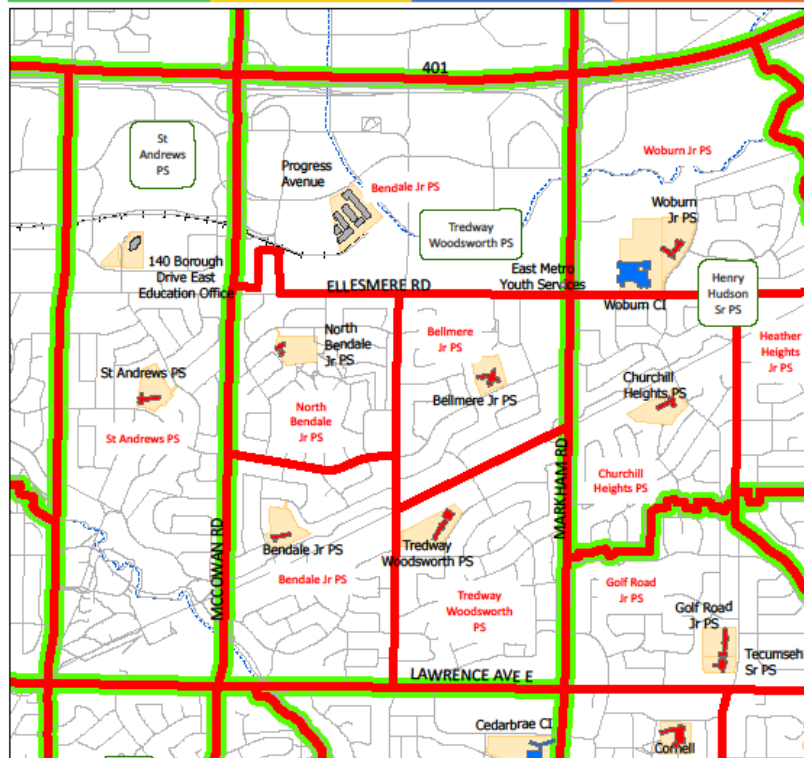 401
St
Andrews
PS
Progress
Avenue
Bendale Jr PS
Woburn Jr PS
Woburn
Jr PS
Tredway
Woodsworth PS
140 Borough
Drive East
Education Office
East Metro
Youth Services
ELLESMERE RD
Woburn CI
Henry
Hudson
Sr PS
North
Bendale
Jr PS
Bellmere
Jr PS
Heather
Heights
Jr PS
St Andrews PS
Bellmere Jr PS
Churchill
Heights PS
St Andrews PS
North
Bendale
Jr PS
MCCOWAN RD
MARKHAM RD
Churchill
Heights PS
Bendale Jr PS
Tredway
Woodsworth PS
Bendale Jr PS
Tredway
Woodsworth
PS
Golf Road
Jr PS
Golf Road
Jr PS
Tecumseh
Sr PS
LAWRENCE AVE E
Cedarbrae CI
Cornell